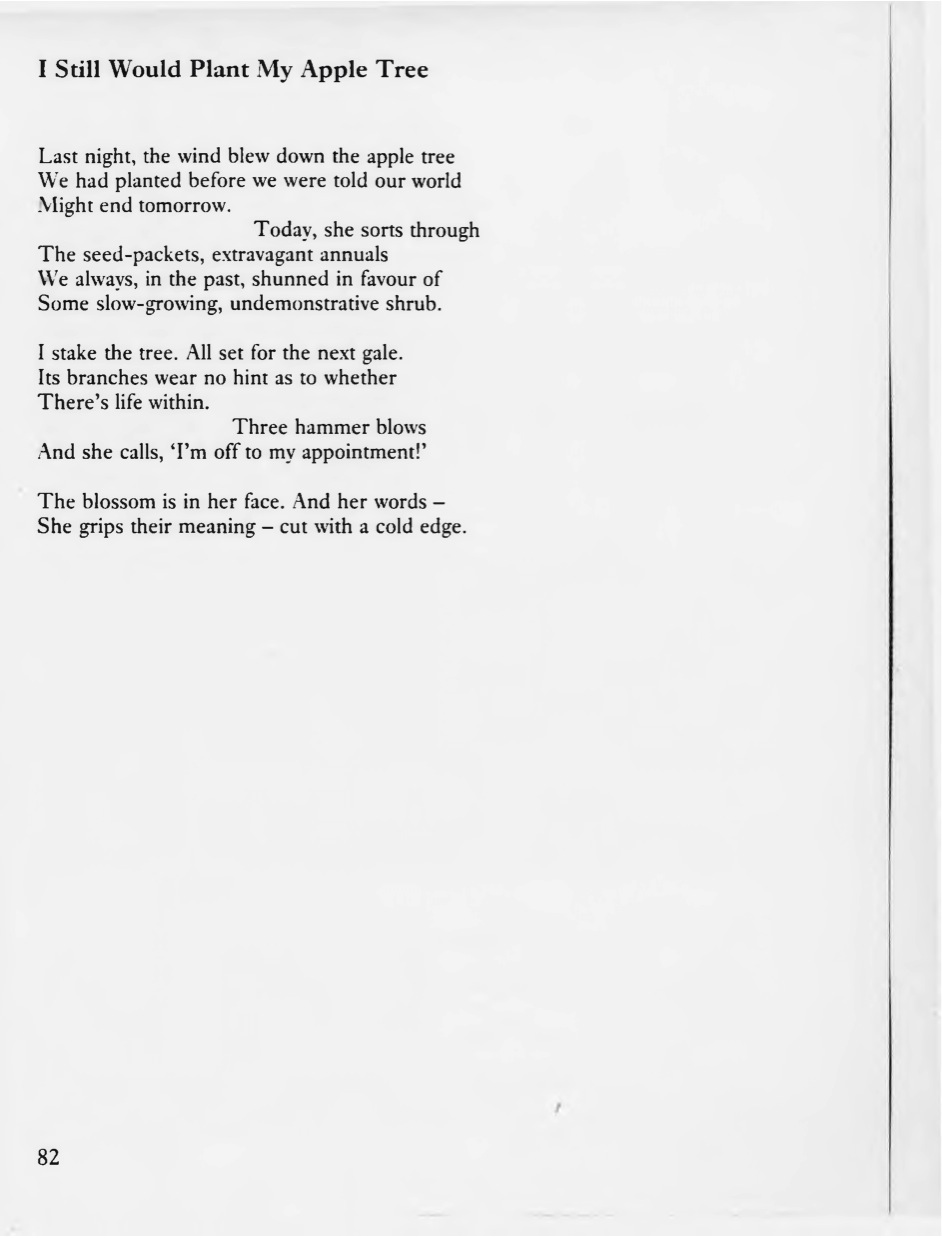 I Still Would Plant My Apple Tree
Last night, the wind blew down the apple tree
We had planted before we were told our world
Might end tomorrow.
Today, she sorts through
The seed-packets, extravagant annuals
We always, in the past, shunned in favour of
Some slow-growing, undemonstrative shrub.
I stake the tree. All set for the next gale.
Its branches wear no hint as to whether
There's life within.
Three hammer blows
And she calls, ‘I'm off to my appointment!’
The blossom is in her face. And her words –
She grips their meaning – cut with a cold edge.
82